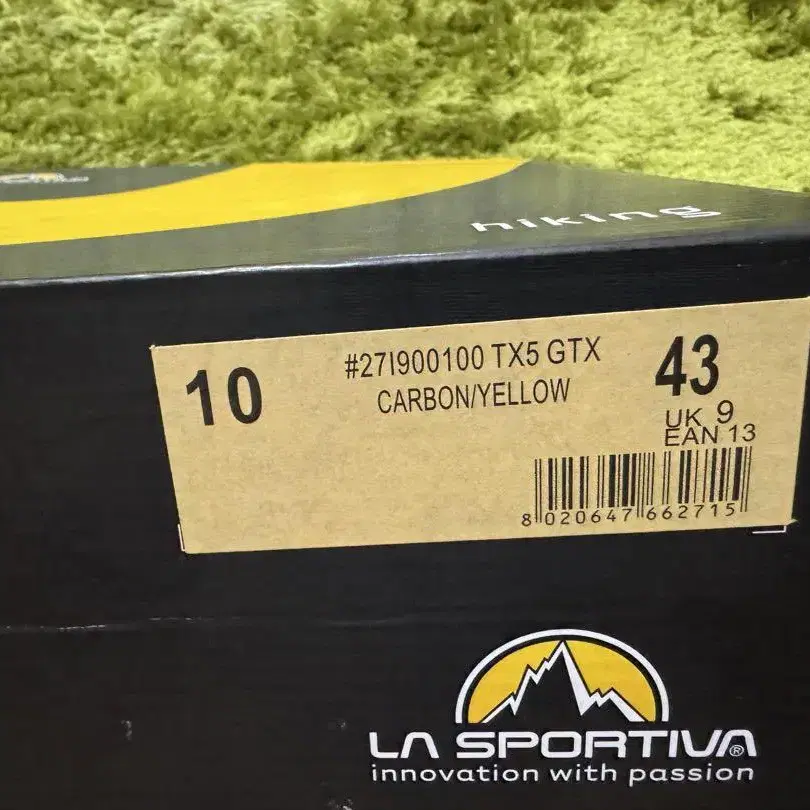 hiking
10
#27I900100 TX5 GTX
CARBON/YELLOW
43
UK 9
EAN 13
8 020647 662715
LA SPORTIVA®
innovation with passion